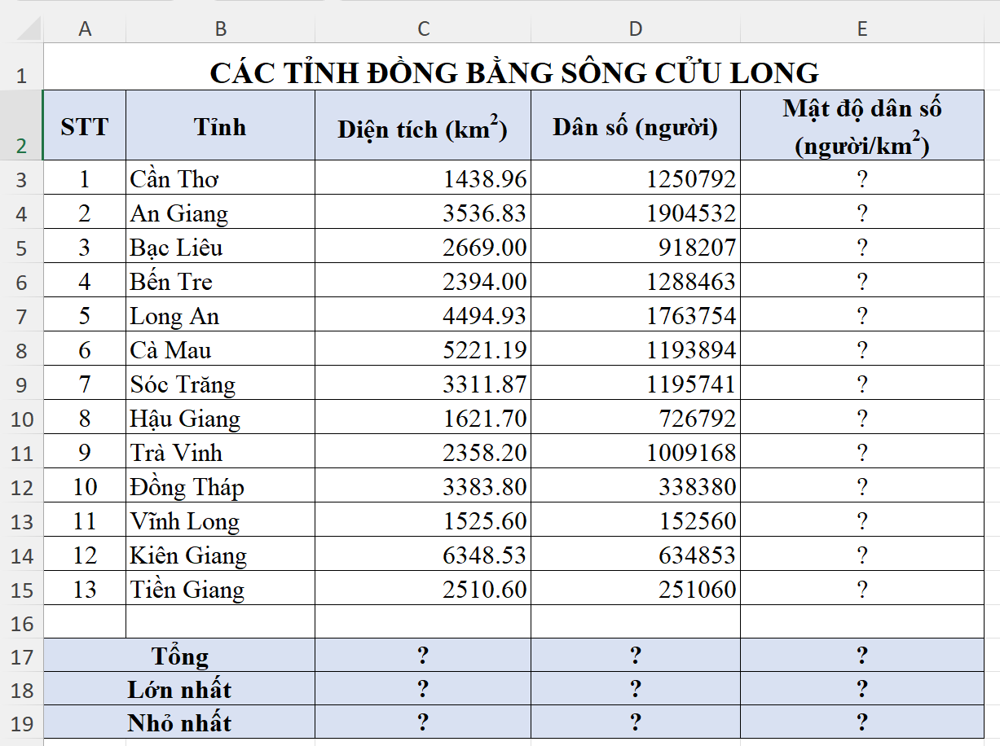 A B C D E
1 CÁC TỈNH ĐỒNG BẰNG SÔNG CỬU LONG
2 STT Tỉnh Diện tích (km²) Dân số (người) Mật độ dân số
(người/km²)
3 1 Cần Thơ 1438.96 1250792 ?
4 2 An Giang 3536.83 1904532 ?
5 3 Bạc Liêu 2669.00 918207 ?
6 4 Bến Tre 2394.00 1288463 ?
7 5 Long An 4494.93 1763754 ?
8 6 Cà Mau 5221.19 1193894 ?
9 7 Sóc Trăng 3311.87 1195741 ?
10 8 Hậu Giang 1621.70 726792 ?
11 9 Trà Vinh 2358.20 1009168 ?
12 10 Đồng Tháp 3383.80 338380 ?
13 11 Vĩnh Long 1525.60 152560 ?
14 12 Kiên Giang 6348.53 634853 ?
15 13 Tiền Giang 2510.60 251060 ?
16
17 Tổng ? ? ?
18 Lớn nhất ? ? ?
19 Nhỏ nhất ? ? ?